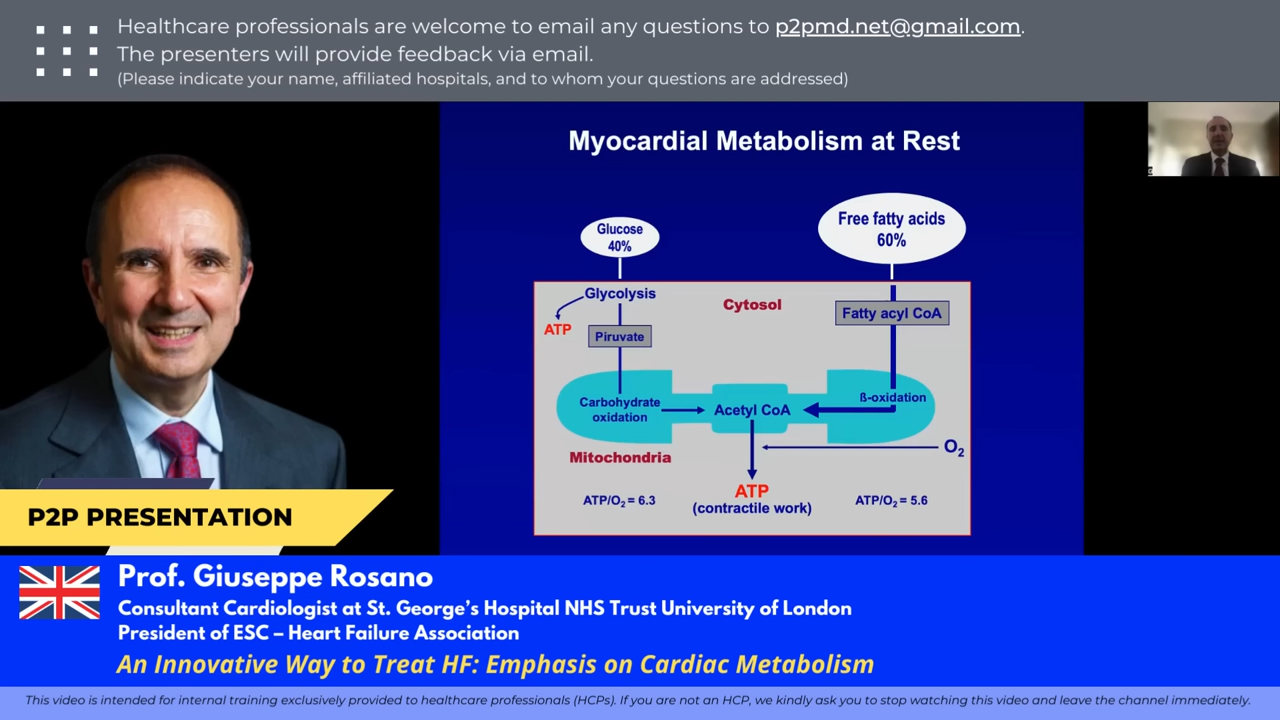 Healthcare professionals are welcome to email any questions to p2pmd.net@gmail.com.
The presenters will provide feedback via email.
(Please indicate your name, affiliated hospitals, and to whom your questions are addressed)
Myocardial Metabolism at Rest
Glucose
40%
Free fatty acids
60%
Glycolysis
Cytosol
Fatty acyl CoA
ATP
Piruvate
Carbohydrate
oxidation
Acetyl CoA
ß-oxidation
O2
Mitochondria
ATP/O2 = 6.3
ATP
(contractile work)
ATP/O2 = 5.6
P2P PRESENTATION
Prof. Giuseppe Rosano
Consultant Cardiologist at St. George's Hospital NHS Trust University of London
President of ESC – Heart Failure Association
An Innovative Way to Treat HF: Emphasis on Cardiac Metabolism
This video is intended for internal training exclusively provided to healthcare professionals (HCPs). If you are not an HCP, we kindly ask you to stop watching this video and leave the channel immediately.